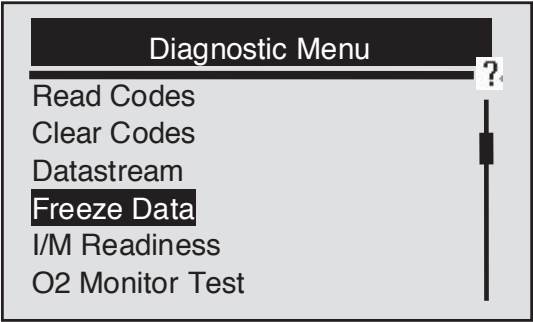 Diagnostic Menu
?
Read Codes
Clear Codes
Datastream
Freeze Data
I/M Readiness
O2 Monitor Test